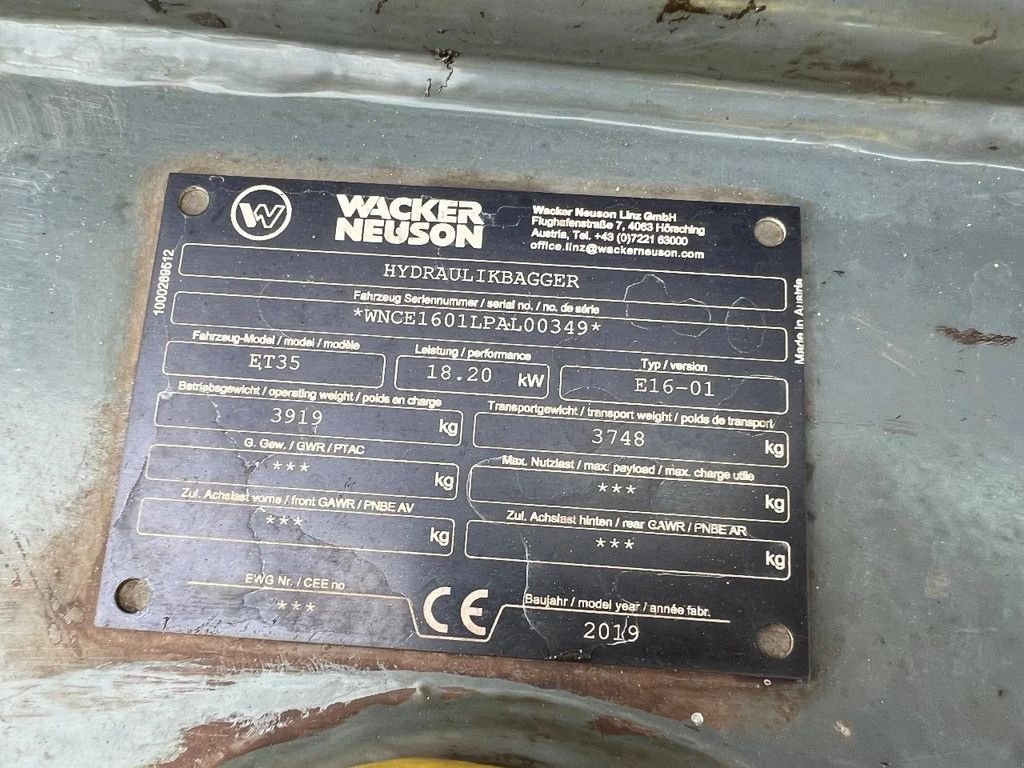 WACKER
NEUSON
Wacker Neuson Linz GmbH
Flughafenstraße 7, 4063 Hörsching
Austria, Tel. +43 (0)7221 63000
office.linz@wackerneuson.com
1000289512
HYDRAULIKBAGGER
Fahrzeug Seriennummer / serial no. / no. de série
*WNCE1601LPAL00349*
Made in Austria
Fahrzeug-Model / model / modèle
ET35
Leistung / performance
18.20 kW
Typ / version
E16-01
Betriebsgewicht / operating weight / poids en charge
3919 kg
Transportgewicht / transport weight / poids de transport
3748 kg
G. Gew. / GWR / PTAC
*** kg
Max. Nutzlast / max. payload / max. charge utile
*** kg
Zul. Achslast vorne / front GAWR / PNBE AV
*** kg
Zul. Achslast hinten / rear GAWR / PNBE AR
*** kg
EWG Nr. / CEE no
***
CE
Baujahr / model year / année fabr.
2019